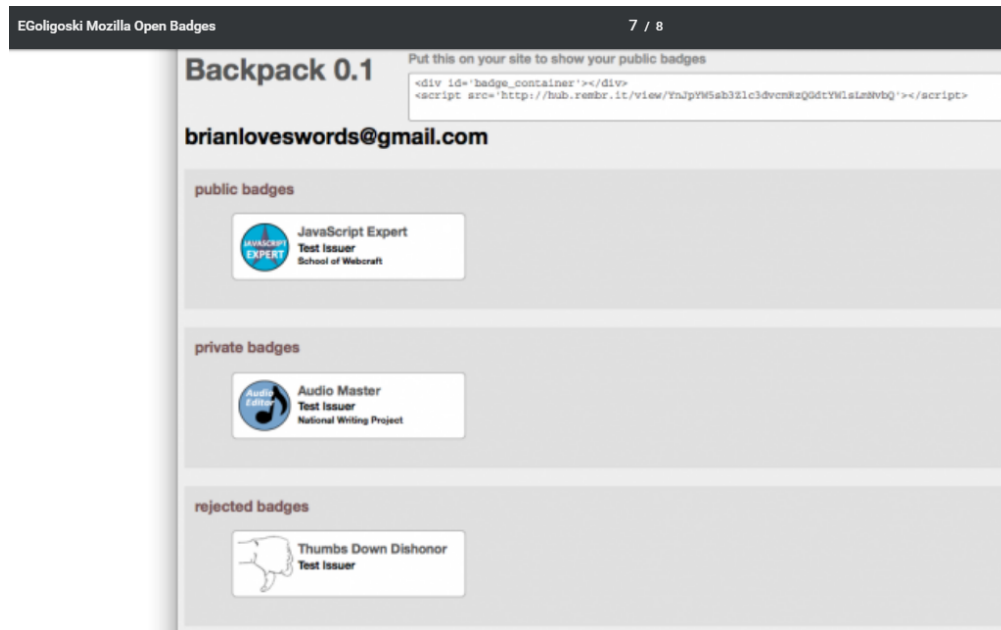 EGoligoski Mozilla Open Badges
7 / 8
Backpack 0.1
Put this on your site to show your public badges
<div id='badge_container'></div>
<script src='http://hub.rembr.it/view/YnJpYW5sb3Zlc3dvcmRzQGdtYWlsLmNvbQ'></script>
brianloveswords@gmail.com
public badges
JAVASCRIPT
EXPERT
JavaScript Expert
Test Issuer
School of Webcraft
private badges
Audio
Editor
Audio Master
Test Issuer
National Writing Project
rejected badges
Thumbs Down Dishonor
Test Issuer